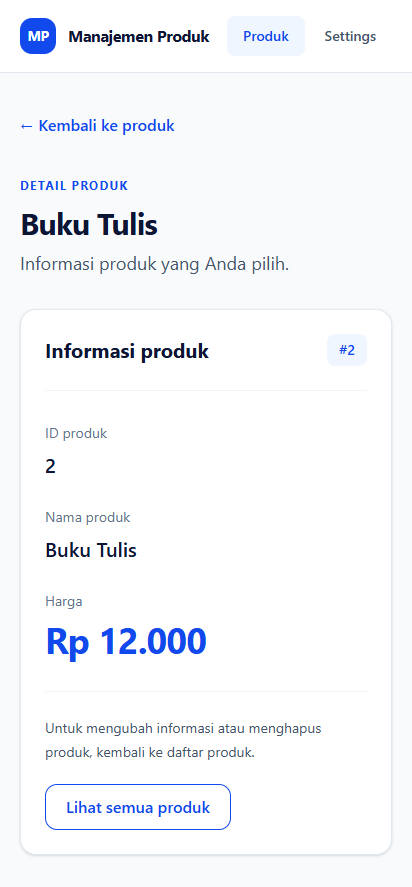 MP Manajemen Produk Produk Settings
← Kembali ke produk
DETAIL PRODUK
Buku Tulis
Informasi produk yang Anda pilih.
Informasi produk #2
ID produk
2
Nama produk
Buku Tulis
Harga
Rp 12.000
Untuk mengubah informasi atau menghapus
produk, kembali ke daftar produk.
Lihat semua produk